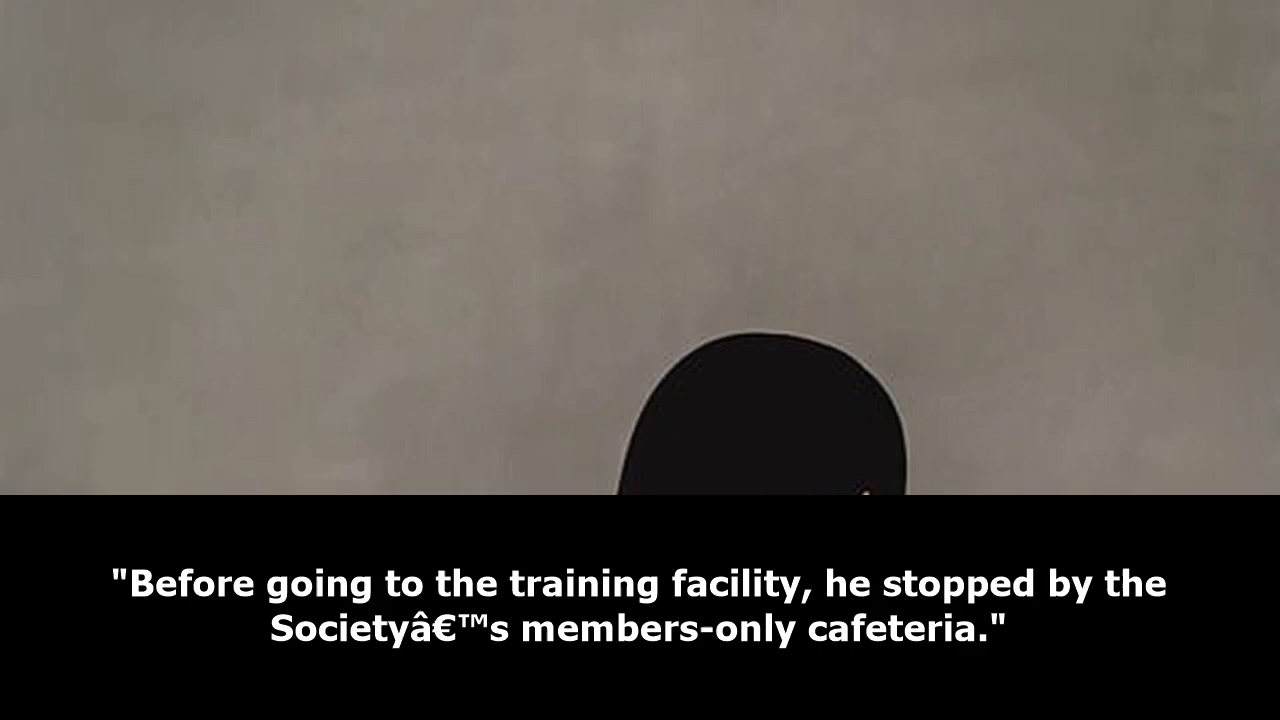 "Before going to the training facility, he stopped by the
Societyâ€™s members-only cafeteria."